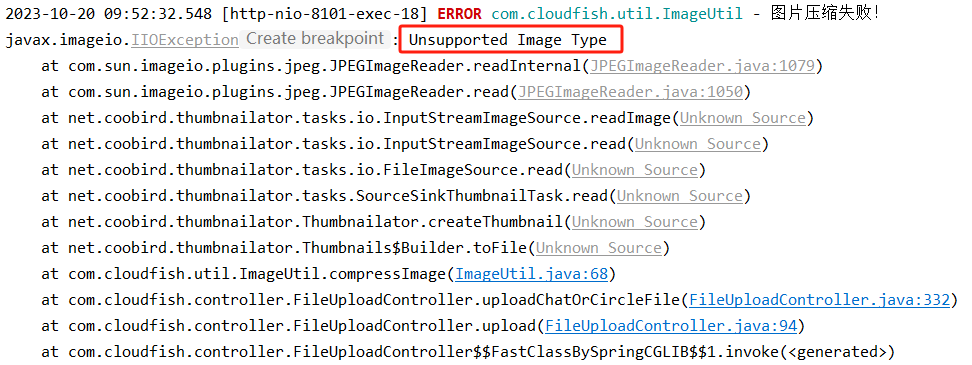 2023-10-20 09:52:32.548 [http-nio-8101-exec-18] ERROR com.cloudfish.util.ImageUtil - 图片压缩失败!
javax.imageio.IIOException Create breakpoint : Unsupported Image Type
at com.sun.imageio.plugins.jpeg.JPEGImageReader.readInternal(JPEGImageReader.java:1079)
at com.sun.imageio.plugins.jpeg.JPEGImageReader.read(JPEGImageReader.java:1050)
at net.coobird.thumbnailator.tasks.io.InputStreamImageSource.readImage(Unknown Source)
at net.coobird.thumbnailator.tasks.io.InputStreamImageSource.read(Unknown Source)
at net.coobird.thumbnailator.tasks.io.FileImageSource.read(Unknown Source)
at net.coobird.thumbnailator.tasks.SourceSinkThumbnailTask.read(Unknown Source)
at net.coobird.thumbnailator.Thumbnailator.createThumbnail(Unknown Source)
at net.coobird.thumbnailator.Thumbnails$Builder.toFile(Unknown Source)
at com.cloudfish.util.ImageUtil.compressImage(ImageUtil.java:68)
at com.cloudfish.controller.FileUploadController.uploadChatOrCircleFile(FileUploadController.java:332)
at com.cloudfish.controller.FileUploadController.upload(FileUploadController.java:94)
at com.cloudfish.controller.FileUploadController$$FastClassBySpringCGLIB$$1.invoke(<generated>)